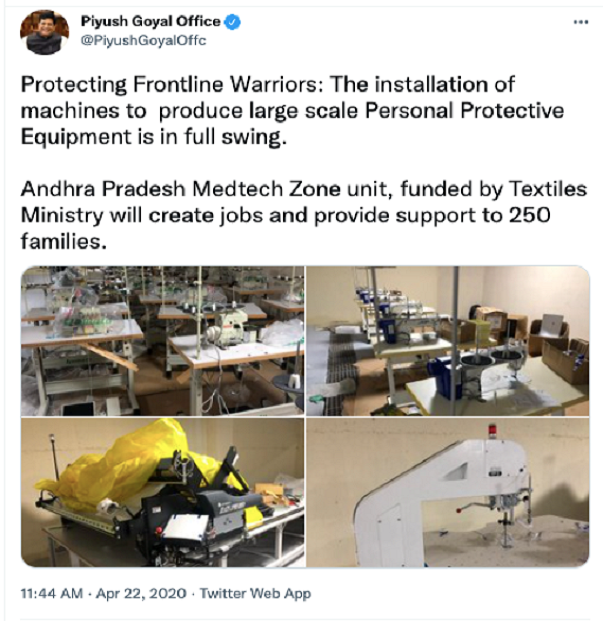 Piyush Goyal Office
@PiyushGoyalOffc
Protecting Frontline Warriors: The installation of
machines to produce large scale Personal Protective
Equipment is in full swing.
Andhra Pradesh Medtech Zone unit, funded by Textiles
Ministry will create jobs and provide support to 250
families.
11:44 AM · Apr 22, 2020 · Twitter Web App